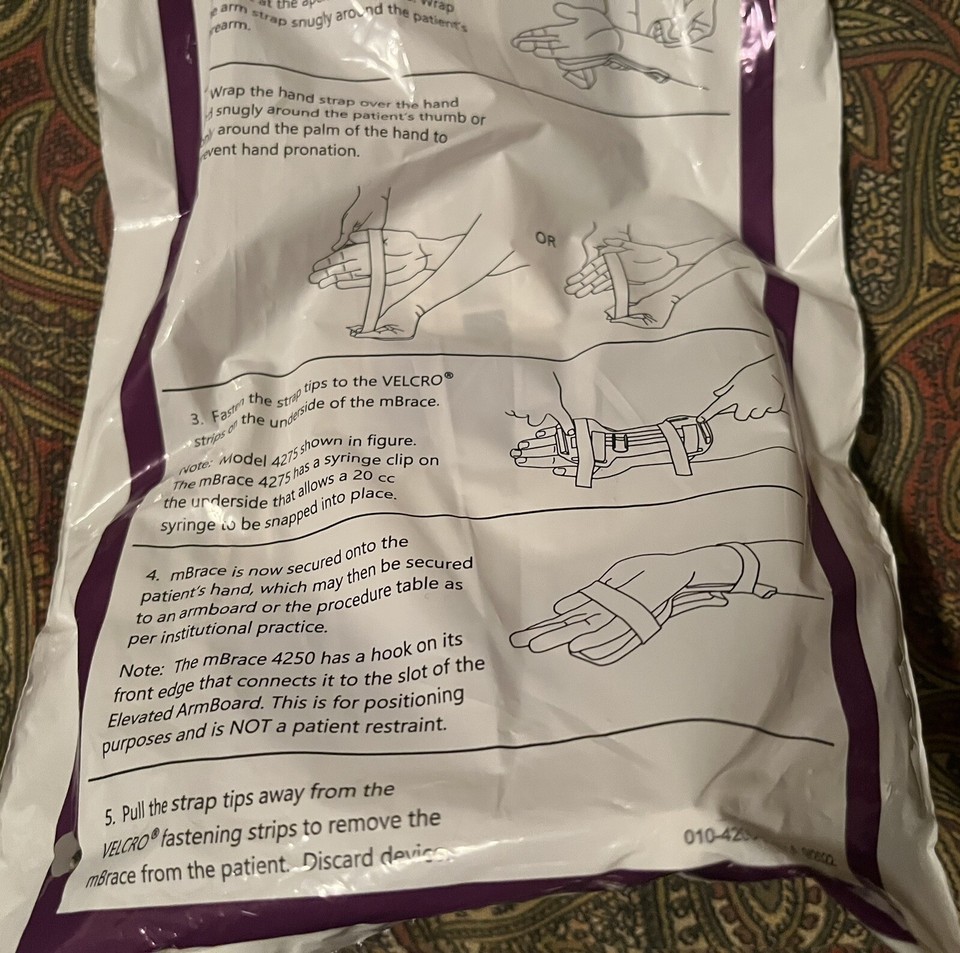 at the
arm strap snugly around the patient's
Wrap the hand strap over the hand
snugly around the patient's thumb or
around the palm of the hand to
hand pronation.
OR
3. Fasten the strap tips to the VELCRO®
strips on the underside of the mBrace.
Note: Model 4275 shown in figure.
The mBrace 4275 has a syringe clip on
the underside that allows a 20 cc
syringe to be snapped into place.
4. mBrace is now secured onto the
patient's hand, which may then be secured
to an armboard or the procedure table as
per institutional practice.
Note: The mBrace 4250 has a hook on its
front edge that connects it to the slot of the
Elevated ArmBoard. This is for positioning
purposes and is NOT a patient restraint.
5. Pull the strap tips away from the
VELCRO® fastening strips to remove the
mBrace from the patient. Discard